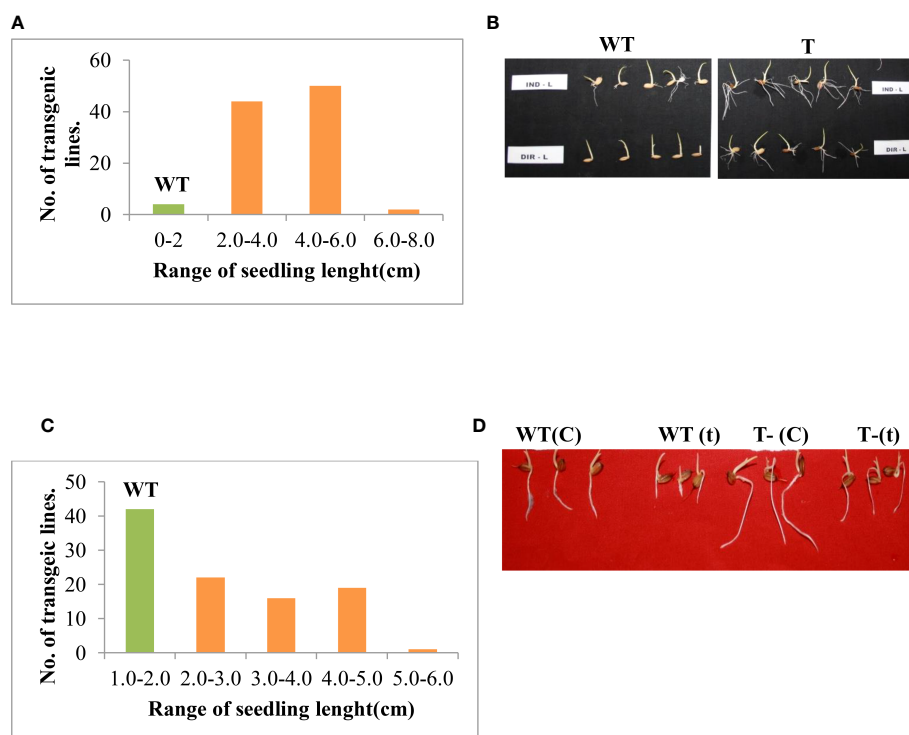 A
No. of transgenic
lines.
60
40
20
0
WT
0-2
2.0-4.0
4.0-6.0
6.0-8.0
Range of seedling lenght(cm)
B
WT
T
IND - L
IND - L
DIR - L
DIR - L
C
No. of transgeic lines.
50
40
30
20
10
0
WT
1.0-2.0
2.0-3.0
3.0-4.0
4.0-5.0
5.0-6.0
Range of seedling lenght(cm)
D
WT(C)
WT (t)
T- (C)
T-(t)